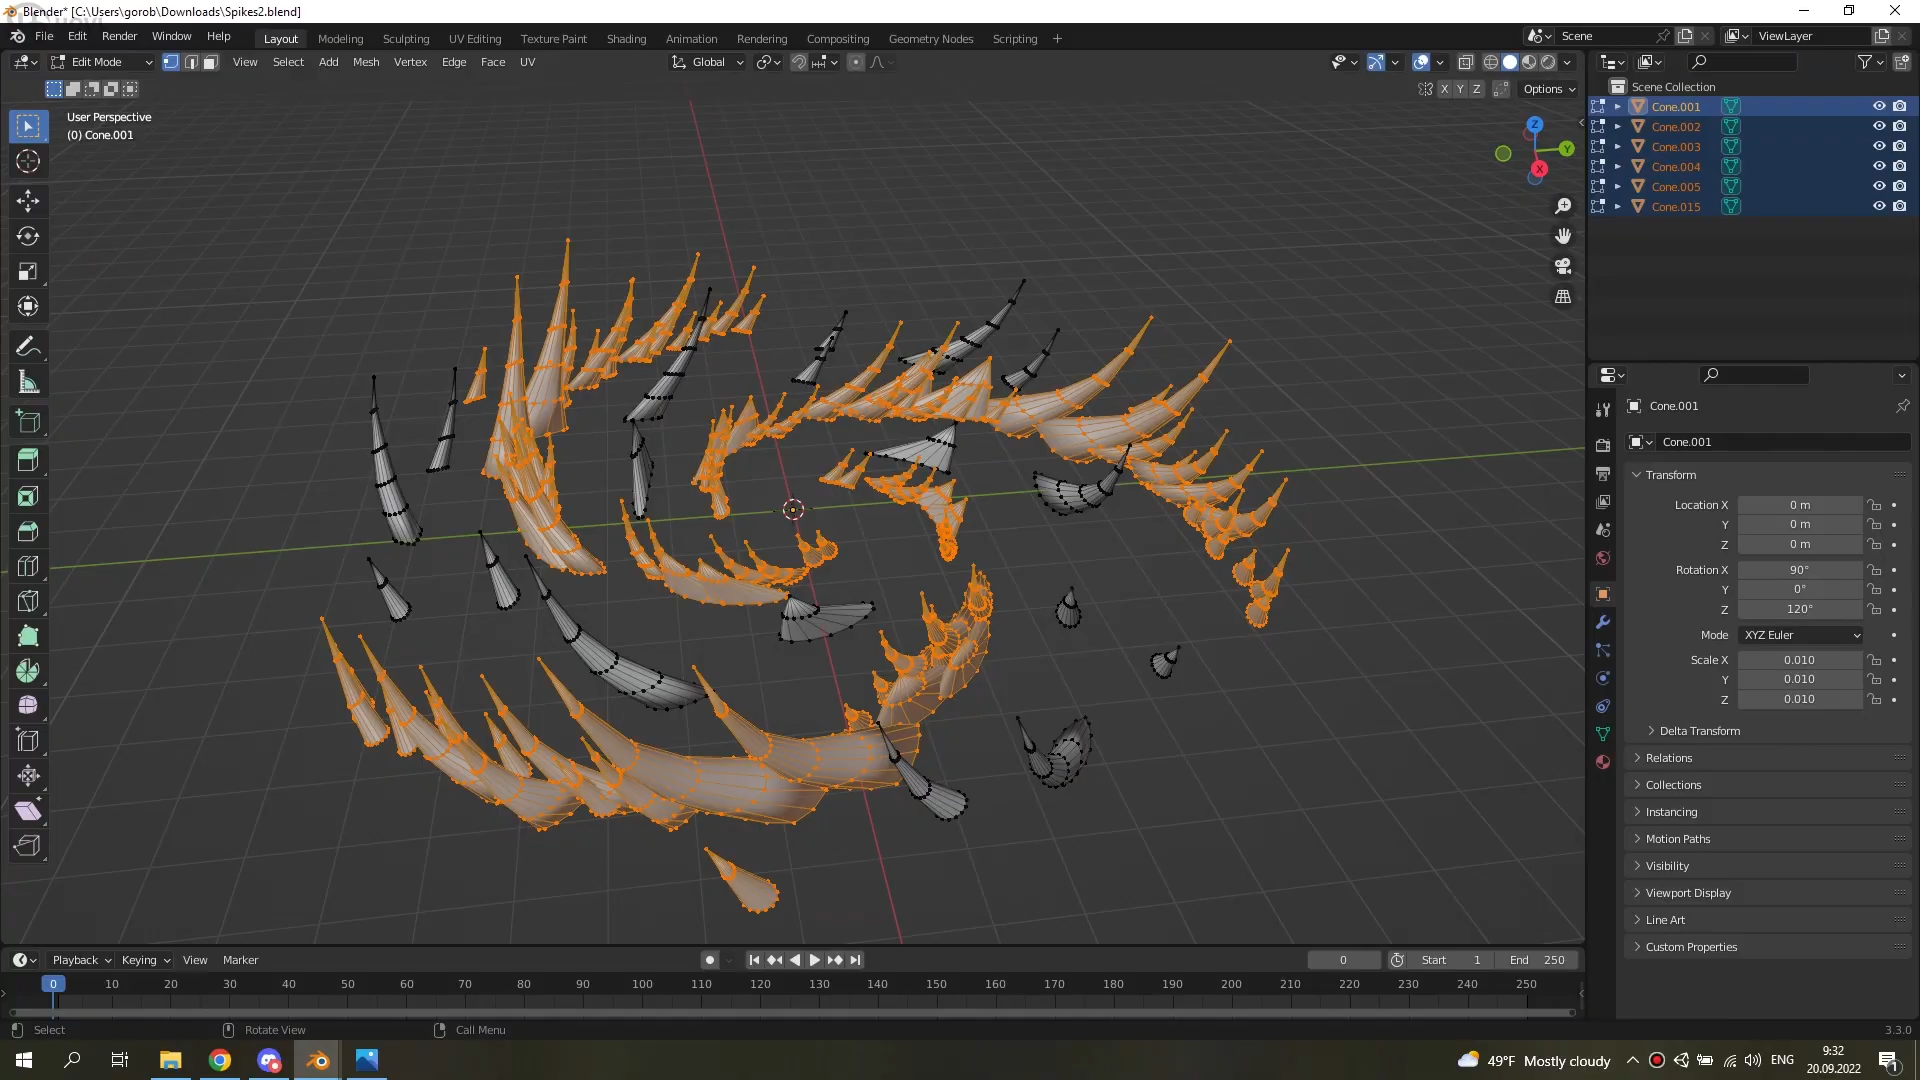 Blender* [C:\Users\gorob\Downloads\Spikes2.blend]
File Edit Render Window Help Layout Modeling Sculpting UV Editing Texture Paint Shading Animation Rendering Compositing Geometry Nodes Scripting + Scene ViewLayer
Edit Mode View Select Add Mesh Vertex Edge Face UV Global
X Y Z Options
User Perspective
(0) Cone.001
Z
Y
X
Scene Collection
Cone.001
Cone.002
Cone.003
Cone.004
Cone.005
Cone.015
Cone.001
Cone.001
Transform
Location X 0 m
Y 0 m
Z 0 m
Rotation X 90°
Y 0°
Z 120°
Mode XYZ Euler
Scale X 0.010
Y 0.010
Z 0.010
Delta Transform
Relations
Collections
Instancing
Motion Paths
Visibility
Viewport Display
Line Art
Custom Properties
Playback Keying View Marker 0 Start 1 End 250
0 10 20 30 40 50 60 70 80 90 100 110 120 130 140 150 160 170 180 190 200 210 220 230 240 250
Select Rotate View Call Menu 3.3.0
49°F Mostly cloudy ENG 9:32
20.09.2022
1